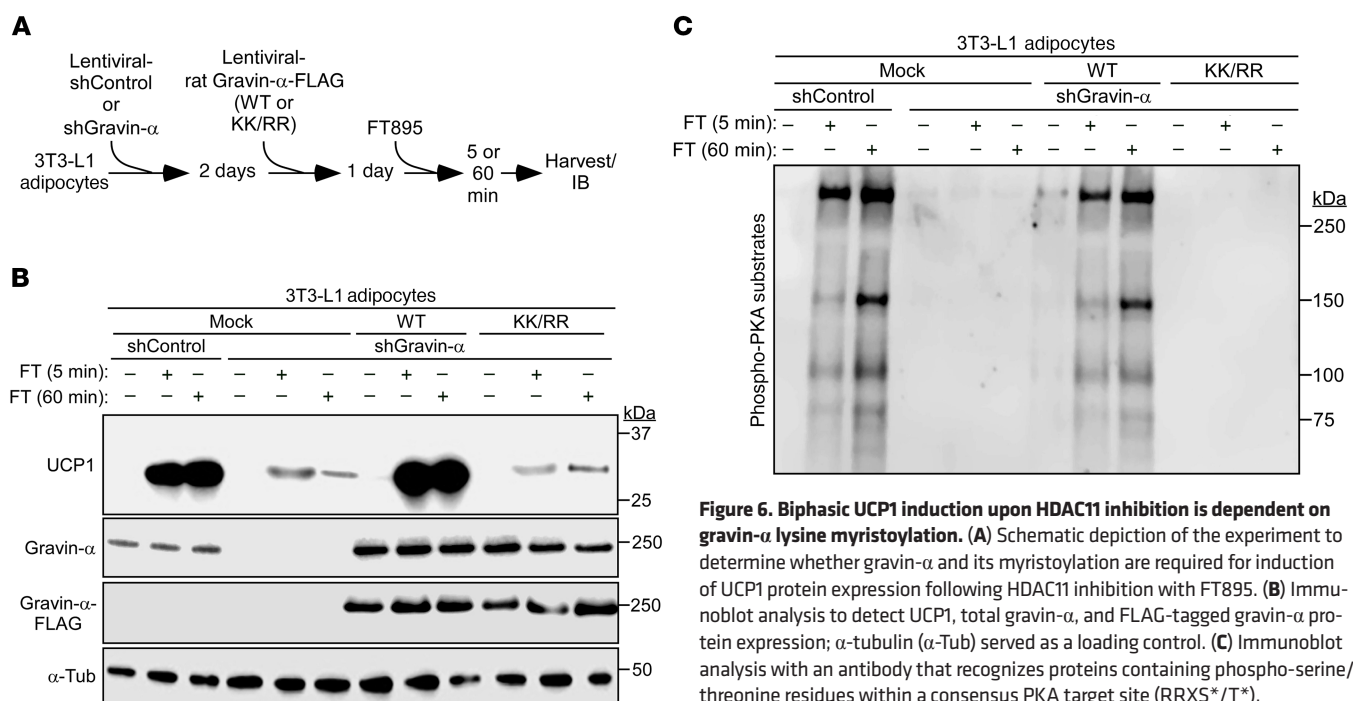 A
Lentiviral-
shControl
or
shGravin-α
Lentiviral-
rat Gravin-α-FLAG
(WT or
KK/RR)
FT895
3T3-L1
adipocytes
2 days
1 day
5 or
60
min
Harvest/
IB
B
3T3-L1 adipocytes
Mock WT KK/RR
shControl shGravin-α
FT (5 min): – + – – + – – + – – + –
FT (60 min): – – + – – + – – + – – +
kDa
UCP1
37
25
Gravin-α
250
Gravin-α-
FLAG
250
α-Tub
50
C
3T3-L1 adipocytes
Mock WT KK/RR
shControl shGravin-α
FT (5 min): – + – – + – – + – – + –
FT (60 min): – – + – – + – – + – – +
Phospho-PKA substrates
kDa
250
150
100
75
Figure 6. Biphasic UCP1 induction upon HDAC11 inhibition is dependent on
gravin-α lysine myristoylation. (A) Schematic depiction of the experiment to
determine whether gravin-α and its myristoylation are required for induction
of UCP1 protein expression following HDAC11 inhibition with FT895. (B) Immu-
noblot analysis to detect UCP1, total gravin-α, and FLAG-tagged gravin-α pro-
tein expression; α-tubulin (α-Tub) served as a loading control. (C) Immunoblot
analysis with an antibody that recognizes proteins containing phospho-serine/
threonine residues within a consensus PKA target site (RRXS*/T*).